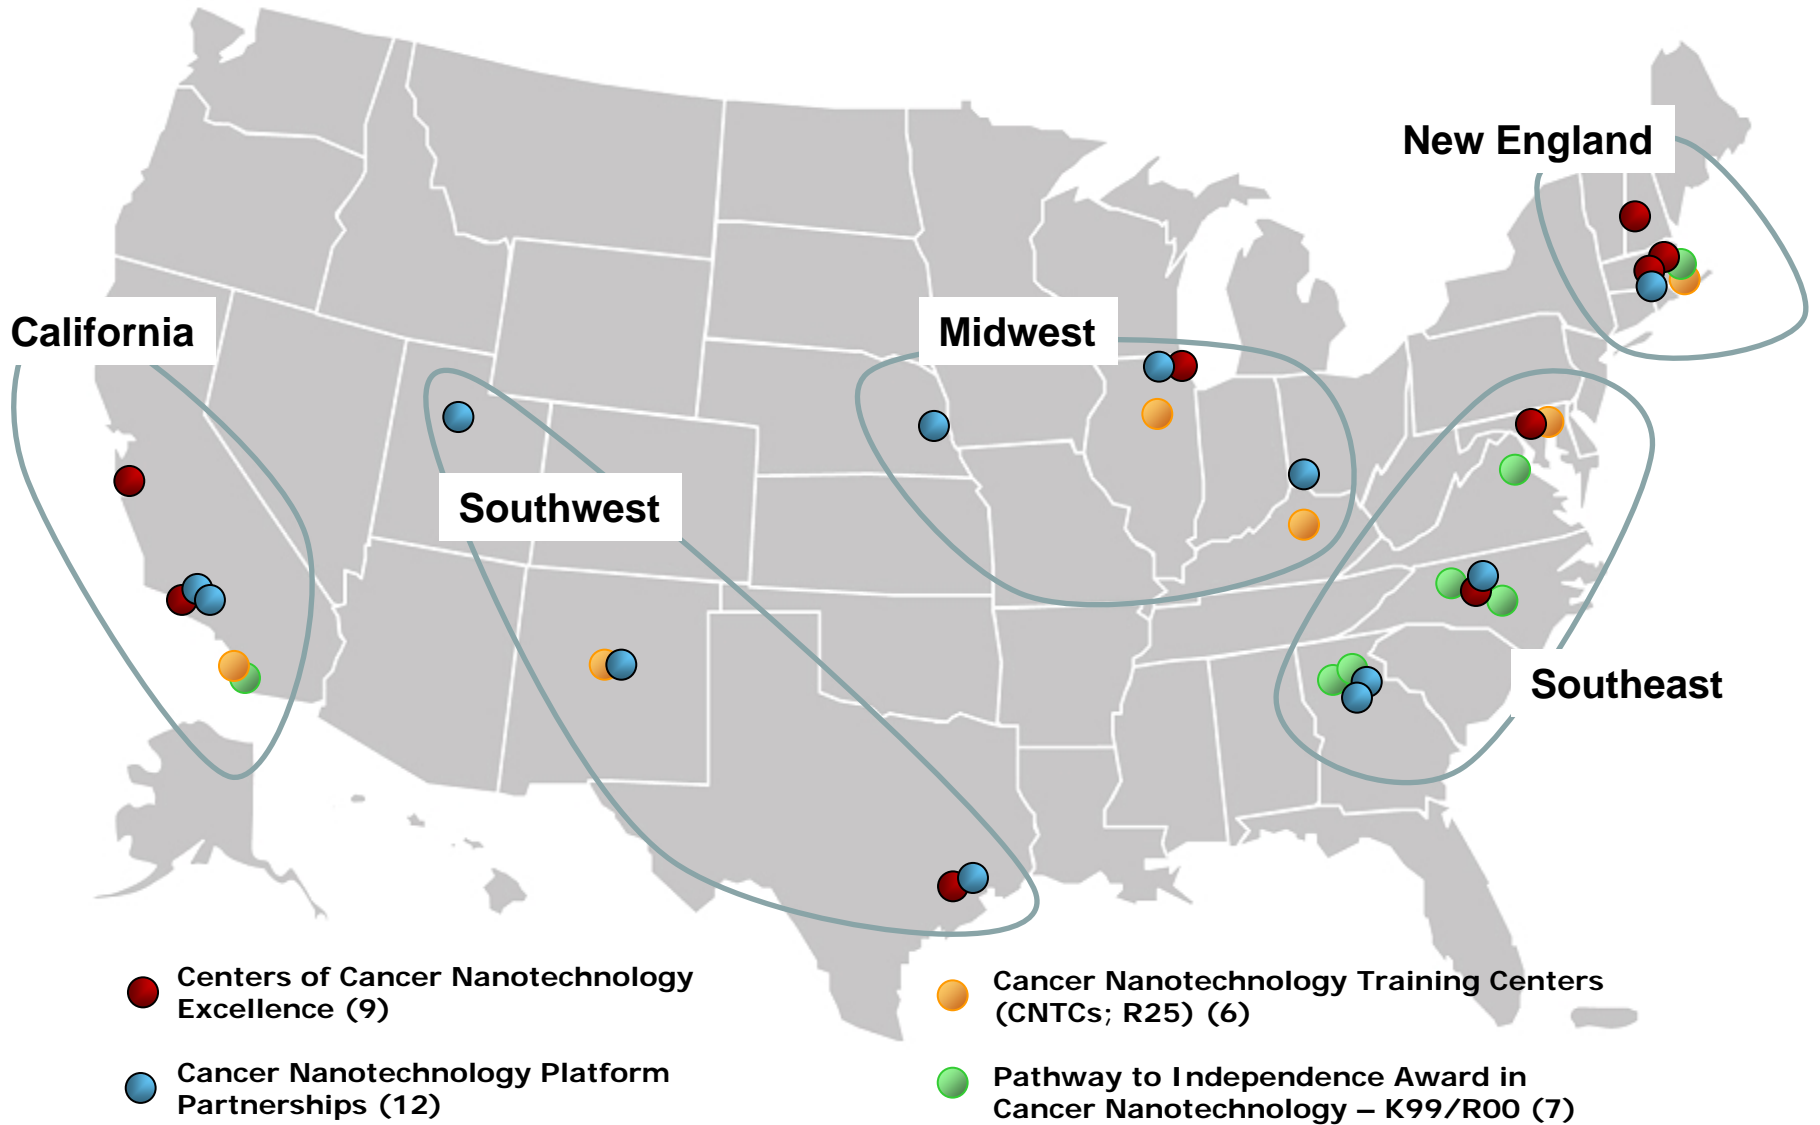 New England
California
Midwest
Southwest
Southeast
Centers of Cancer Nanotechnology
Excellence (9)
Cancer Nanotechnology Platform
Partnerships (12)
Cancer Nanotechnology Training Centers
(CNTCs; R25) (6)
Pathway to Independence Award in
Cancer Nanotechnology – K99/R00 (7)